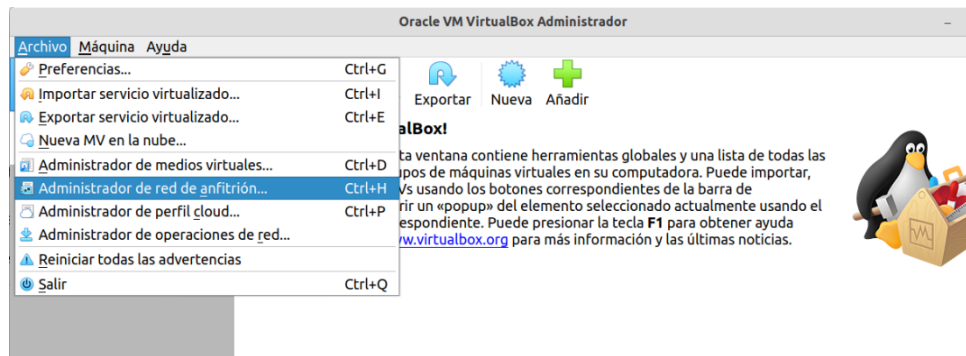 Oracle VM VirtualBox Administrador
Archivo Máquina Ayuda
Preferencias... Ctrl+G
Importar servicio virtualizado... Ctrl+I
Exportar servicio virtualizado... Ctrl+E
Nueva MV en la nube...
Administrador de medios virtuales... Ctrl+D
Administrador de red de anfitrión... Ctrl+H
Administrador de perfil cloud... Ctrl+P
Administrador de operaciones de red...
Reiniciar todas las advertencias
Salir Ctrl+Q
Exportar Nueva Añadir
alBox!
ta ventana contiene herramientas globales y una lista de todas las
upos de máquinas virtuales en su computadora. Puede importar,
Vs usando los botones correspondientes de la barra de
rir un «popup» del elemento seleccionado actualmente usando el
espondiente. Puede presionar la tecla F1 para obtener ayuda
vw.virtualbox.org para más información y las últimas noticias.